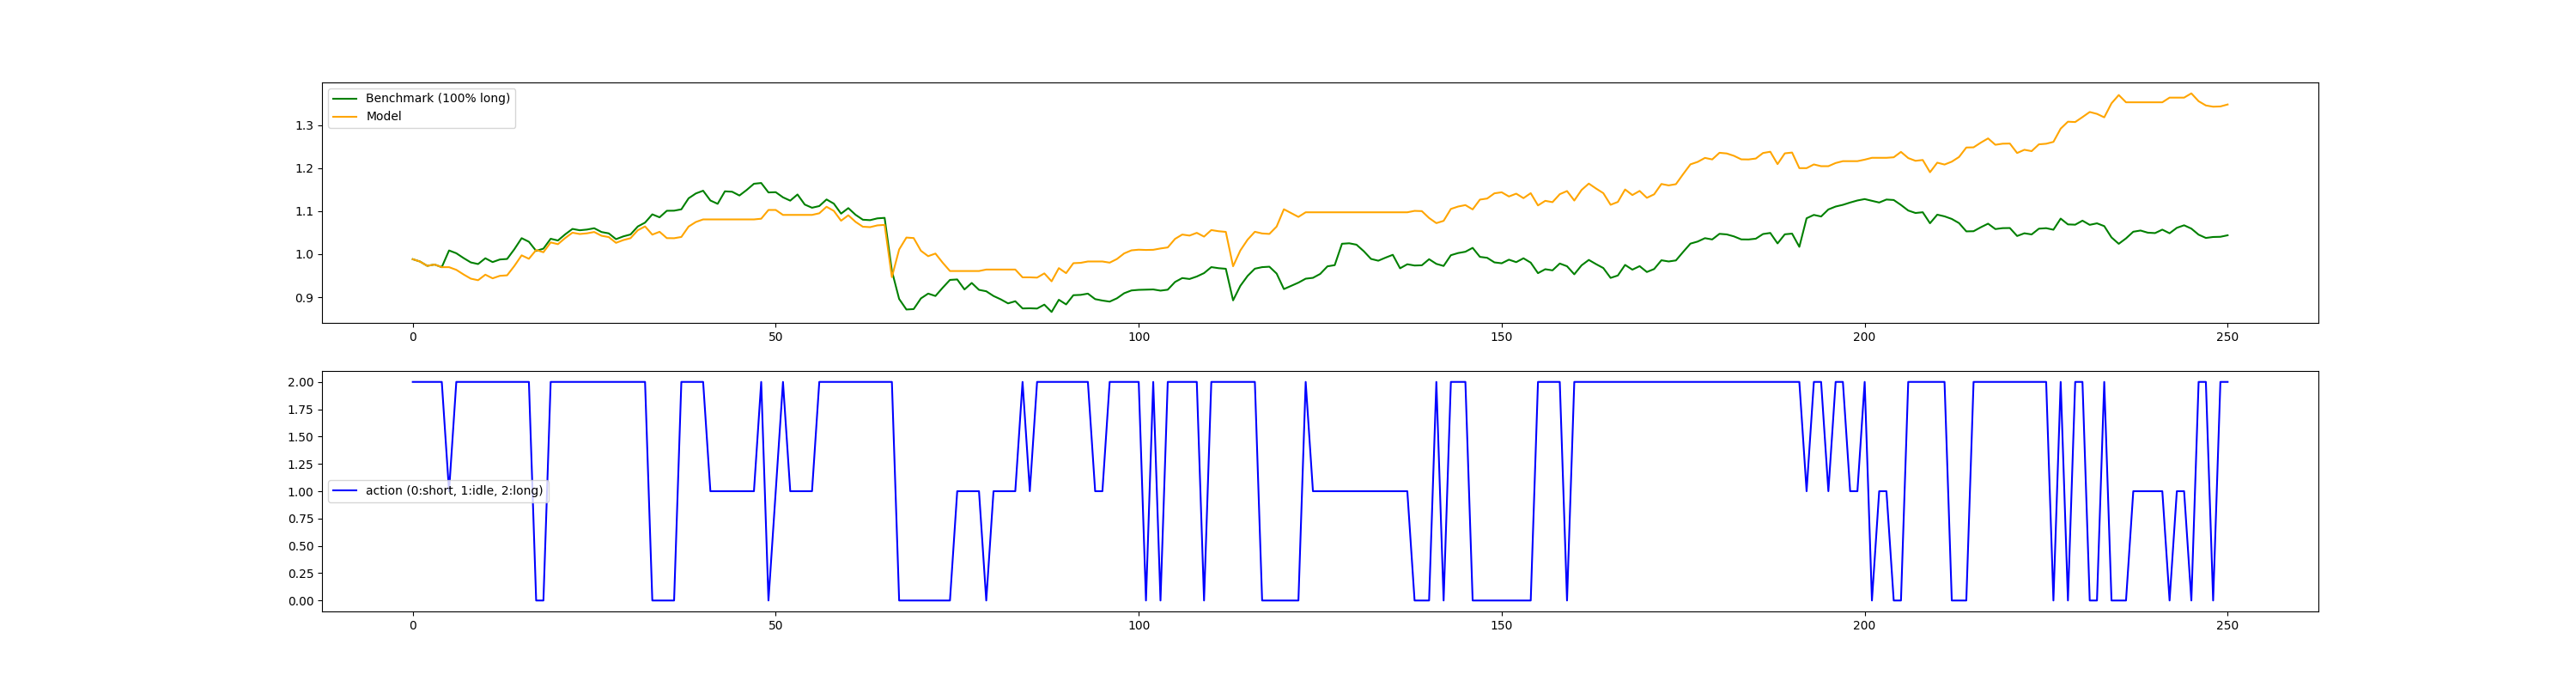 Benchmark (100% long)
Model
1.3
1.2
1.1
1.0
0.9
0 50 100 150 200 250
2.00
1.75
1.50
1.25
1.00
0.75
0.50
0.25
0.00
action (0:short, 1:idle, 2:long)
0 50 100 150 200 250